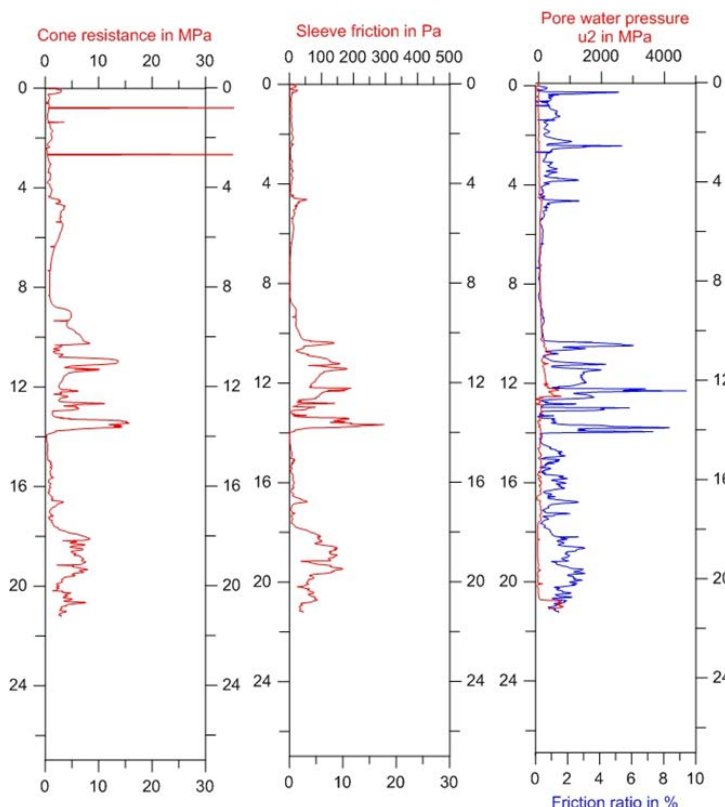 Cone resistance in MPa
0 10 20 30
Sleeve friction in Pa
0 100 200 300 400 500
Pore water pressure
u2 in MPa
0 2000 4000
0 0 0 0
4 4 4 4
8 8 8 8
12 12 12 12
16 16 16 16
20 20 20 20
24 24 24 24
0 10 20 30
0 10 20 30
0 2 4 6 8 10
Friction ratio in %